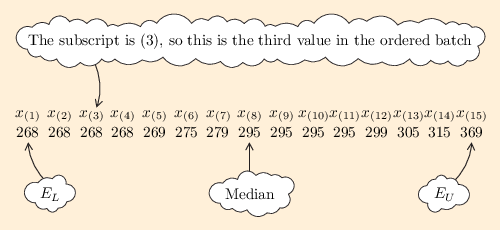 The subscript is (3), so this is the third value in the ordered batch
x(1) x(2) x(3) x(4) x(5) x(6) x(7) x(8) x(9) x(10) x(11) x(12) x(13) x(14) x(15)
268 268 268 268 269 275 279 295 295 295 295 299 305 315 369
E_L Median E_U